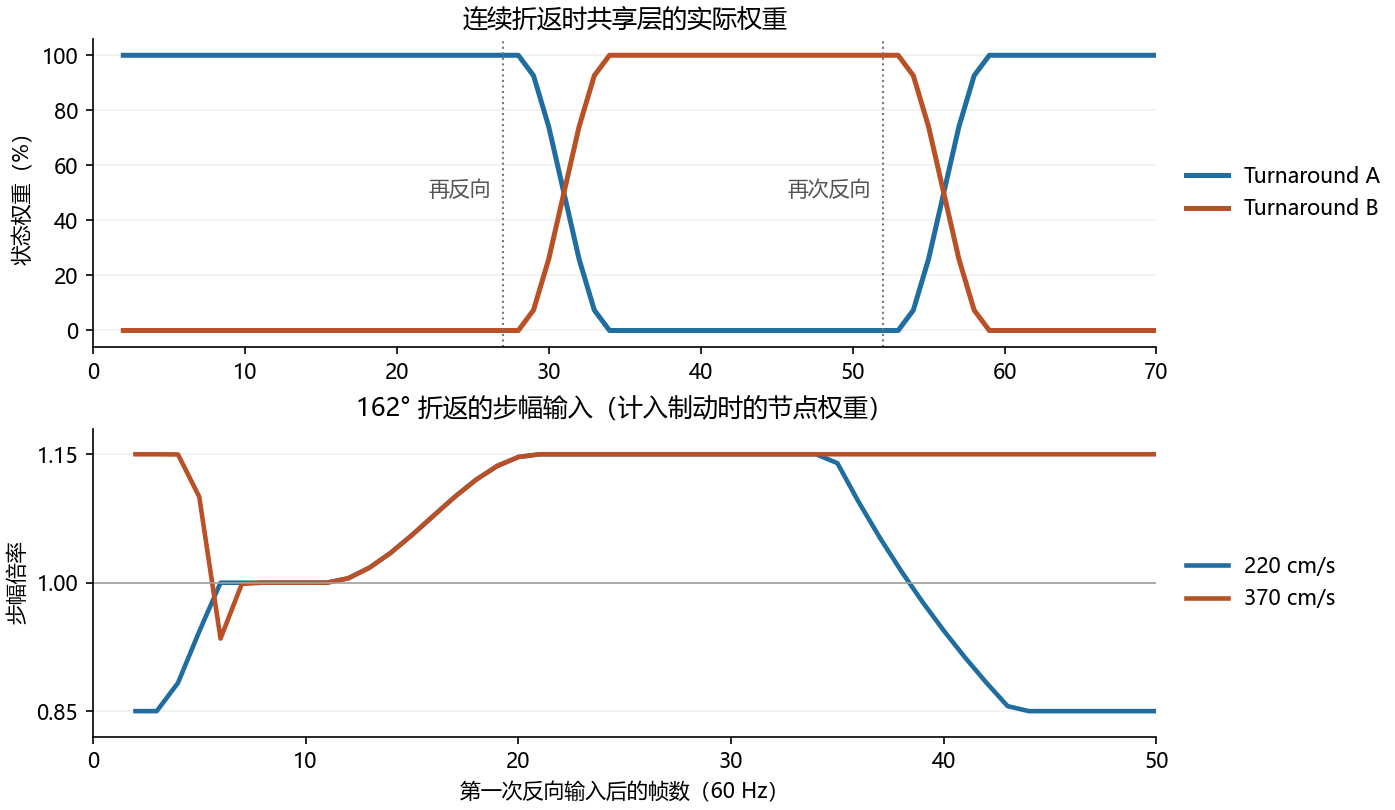 连续折返时共享层的实际权重
状态权重（%）
100
80
60
40
20
0
再反向
再次反向
Turnaround A
Turnaround B
0 10 20 30 40 50 60 70
162° 折返的步幅输入（计入制动时的节点权重）
步幅倍率
1.15
1.00
0.85
220 cm/s
370 cm/s
0 10 20 30 40 50
第一次反向输入后的帧数（60 Hz）